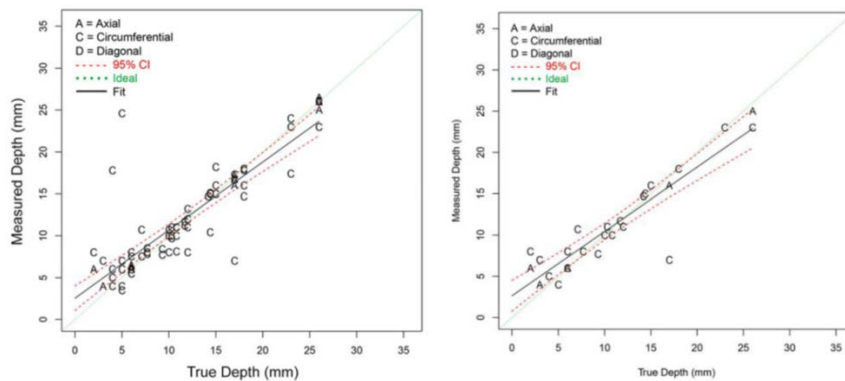 A = Axial
C = Circumferential
D = Diagonal
95% CI
Ideal
Fit
Measured Depth (mm)
35
30
25
20
15
10
5
0
0 5 10 15 20 25 30 35
True Depth (mm)
A = Axial
C = Circumferential
D = Diagonal
95% CI
Ideal
Fit
Measured Depth (mm)
35
30
25
20
15
10
5
0
0 5 10 15 20 25 30 35
True Depth (mm)